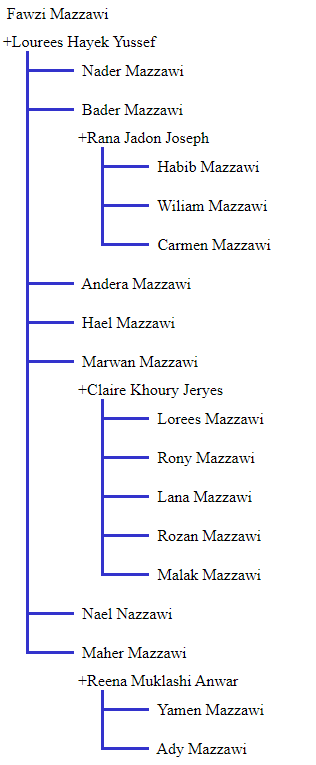 Fawzi Mazzawi
+Lourees Hayek Yussef
Nader Mazzawi
Bader Mazzawi
+Rana Jadon Joseph
Habib Mazzawi
Wiliam Mazzawi
Carmen Mazzawi
Andera Mazzawi
Hael Mazzawi
Marwan Mazzawi
+Claire Khoury Jeryes
Lorees Mazzawi
Rony Mazzawi
Lana Mazzawi
Rozan Mazzawi
Malak Mazzawi
Nael Nazzawi
Maher Mazzawi
+Reena Muklashi Anwar
Yamen Mazzawi
Ady Mazzawi